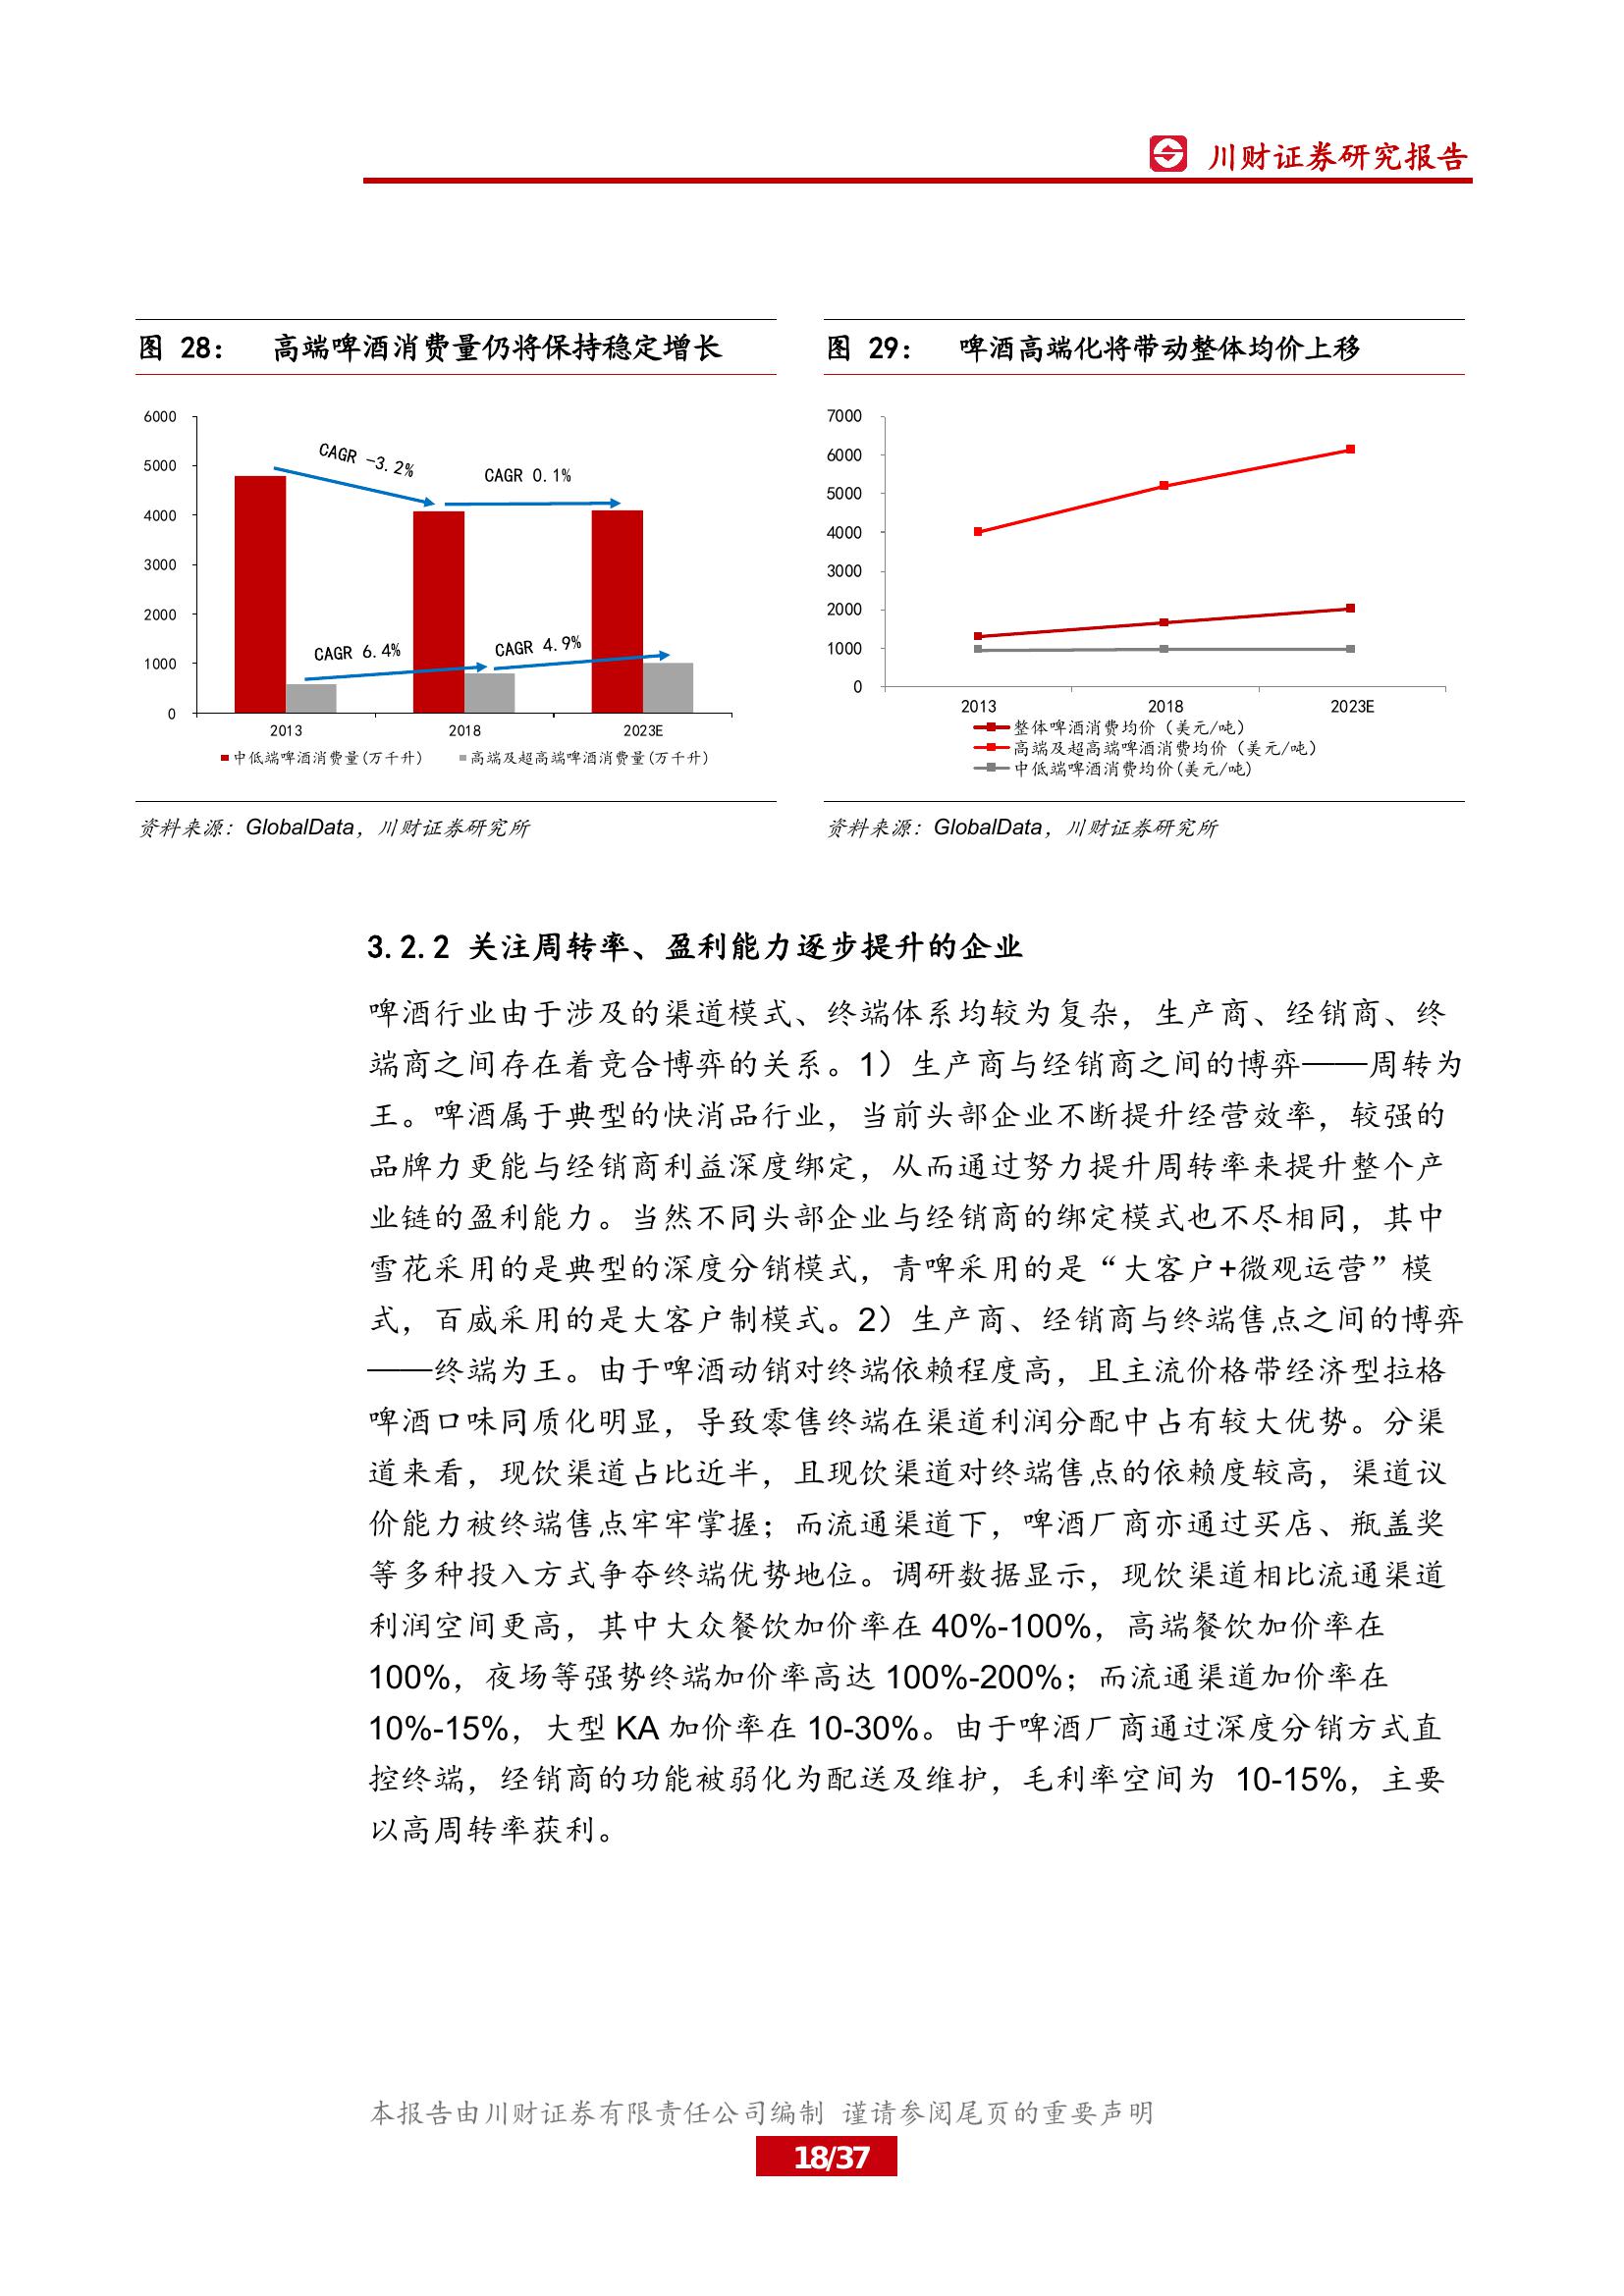 川财证券研究报告
图 28： 高端啤酒消费量仍将保持稳定增长
6000
5000
4000
3000
2000
1000
0
CAGR -3.2%
CAGR 0.1%
CAGR 6.4%
CAGR 4.9%
2013 2018 2023E
中低端啤酒消费量(万千升) 高端及超高端啤酒消费量(万千升)
资料来源：GlobalData，川财证券研究所
图 29： 啤酒高端化将带动整体均价上移
7000
6000
5000
4000
3000
2000
1000
0
2013 2018 2023E
整体啤酒消费均价（美元/吨）
高端及超高端啤酒消费均价（美元/吨）
中低端啤酒消费均价(美元/吨)
资料来源：GlobalData，川财证券研究所
3.2.2 关注周转率、盈利能力逐步提升的企业
啤酒行业由于涉及的渠道模式、终端体系均较为复杂，生产商、经销商、终
端商之间存在着竞合博弈的关系。1）生产商与经销商之间的博弈——周转为
王。啤酒属于典型的快消品行业，当前头部企业不断提升经营效率，较强的
品牌力更能与经销商利益深度绑定，从而通过努力提升周转率来提升整个产
业链的盈利能力。当然不同头部企业与经销商的绑定模式也不尽相同，其中
雪花采用的是典型的深度分销模式，青啤采用的是“大客户+微观运营”模
式，百威采用的是大客户制模式。2）生产商、经销商与终端售点之间的博弈
——终端为王。由于啤酒动销对终端依赖程度高，且主流价格带经济型拉格
啤酒口味同质化明显，导致零售终端在渠道利润分配中占有较大优势。分渠
道来看，现饮渠道占比近半，且现饮渠道对终端售点的依赖度较高，渠道议
价能力被终端售点牢牢掌握；而流通渠道下，啤酒厂商亦通过买店、瓶盖奖
等多种投入方式争夺终端优势地位。调研数据显示，现饮渠道相比流通渠道
利润空间更高，其中大众餐饮加价率在 40%-100%，高端餐饮加价率在
100%，夜场等强势终端加价率高达 100%-200%；而流通渠道加价率在
10%-15%，大型 KA 加价率在 10-30%。由于啤酒厂商通过深度分销方式直
控终端，经销商的功能被弱化为配送及维护，毛利率空间为 10-15%，主要
以高周转率获利。
本报告由川财证券有限责任公司编制 谨请参阅尾页的重要声明
18/37